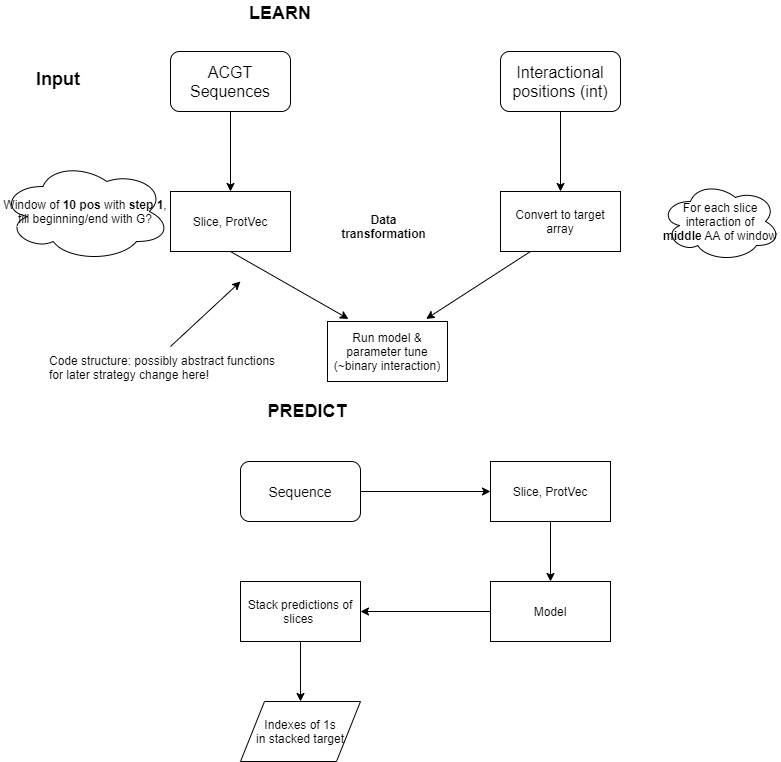 LEARN
Input
ACGT
Sequences
Interactional
positions (int)
Window of 10 pos with step 1,
fill beginning/end with G?
Slice, ProtVec
Data
transformation
Convert to target
array
For each slice
interaction of
middle AA of window
Run model &
parameter tune
(~binary interaction)
Code structure: possibly abstract functions
for later strategy change here!
PREDICT
Sequence
Slice, ProtVec
Stack predictions of
slices
Model
Indexes of 1s
in stacked target